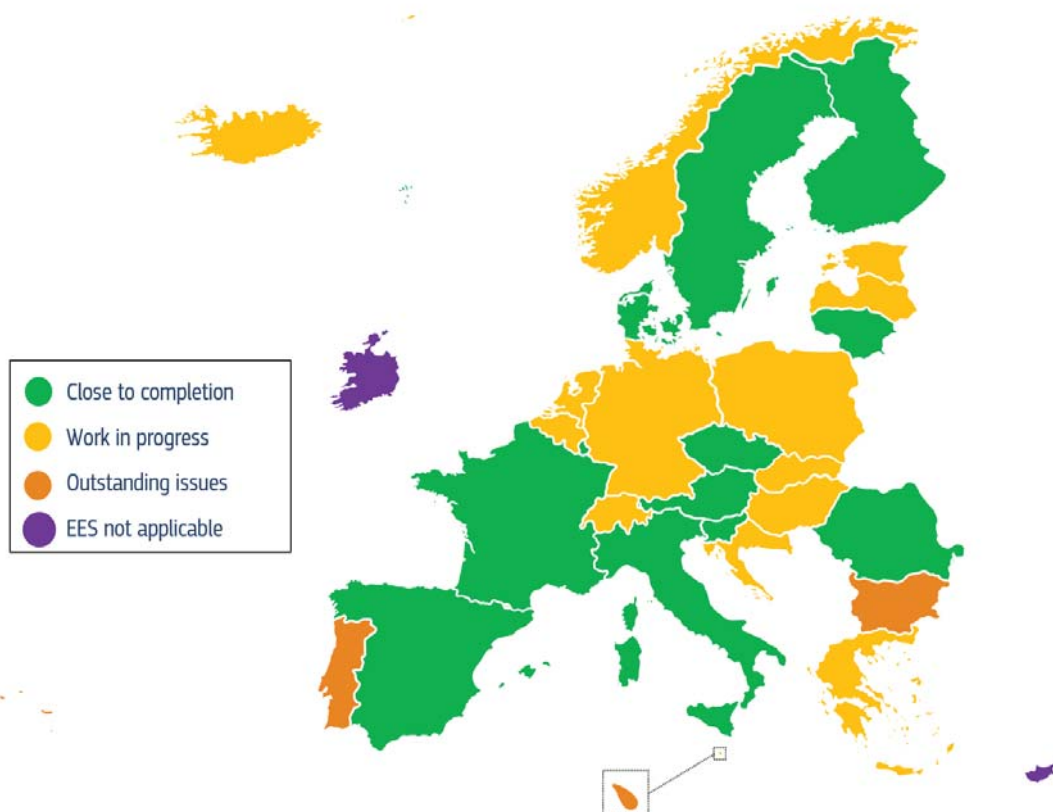 Close to completion
Work in progress
Outstanding issues
EES not applicable